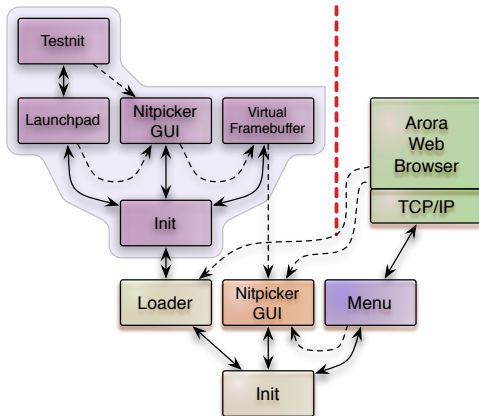 Testnit
Launchpad
Nitpicker
GUI
Virtual
Framebuffer
Arora
Web
Browser
TCP/IP
Init
Loader
Nitpicker
GUI
Menu
Init